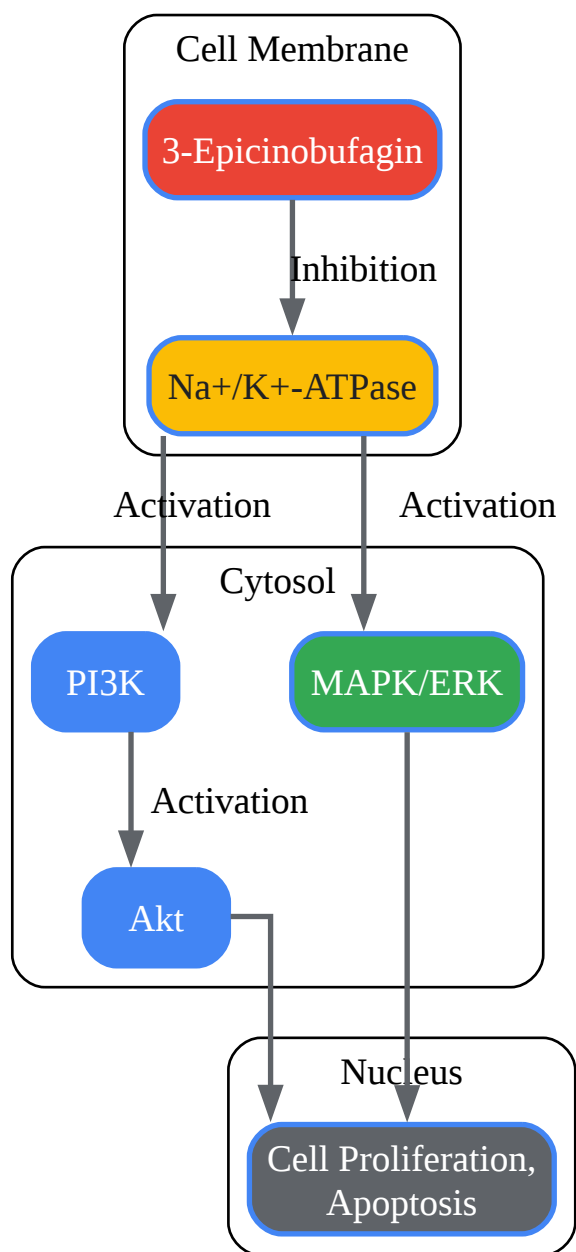 Cell Membrane
3-Epicinobufagin
Inhibition
Na+/K+-ATPase
Activation
Activation
Cytosol
PI3K
MAPK/ERK
Activation
Akt
Nucleus
Cell Proliferation,
Apoptosis